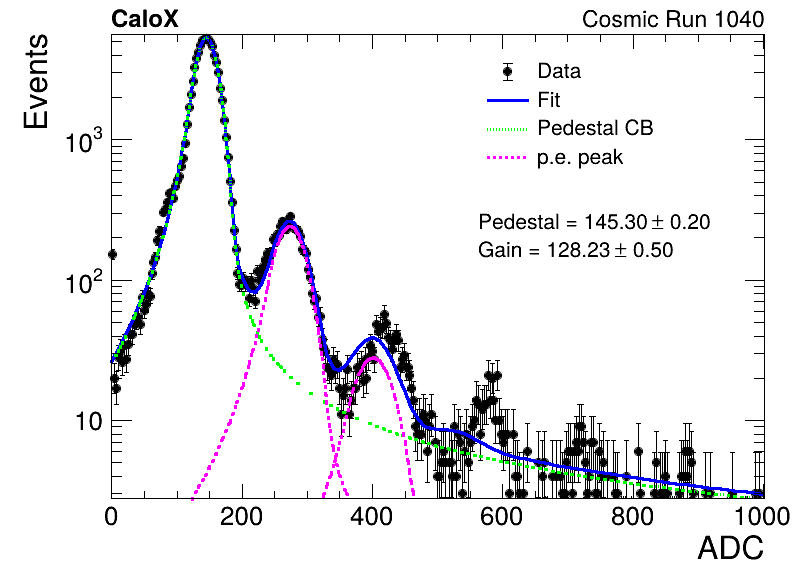 CaloX Cosmic Run 1040
Events
Data
Fit
Pedestal CB
p.e. peak
Pedestal = 145.30 ± 0.20
Gain = 128.23 ± 0.50
10³
10²
10
0 200 400 600 800 1000
ADC